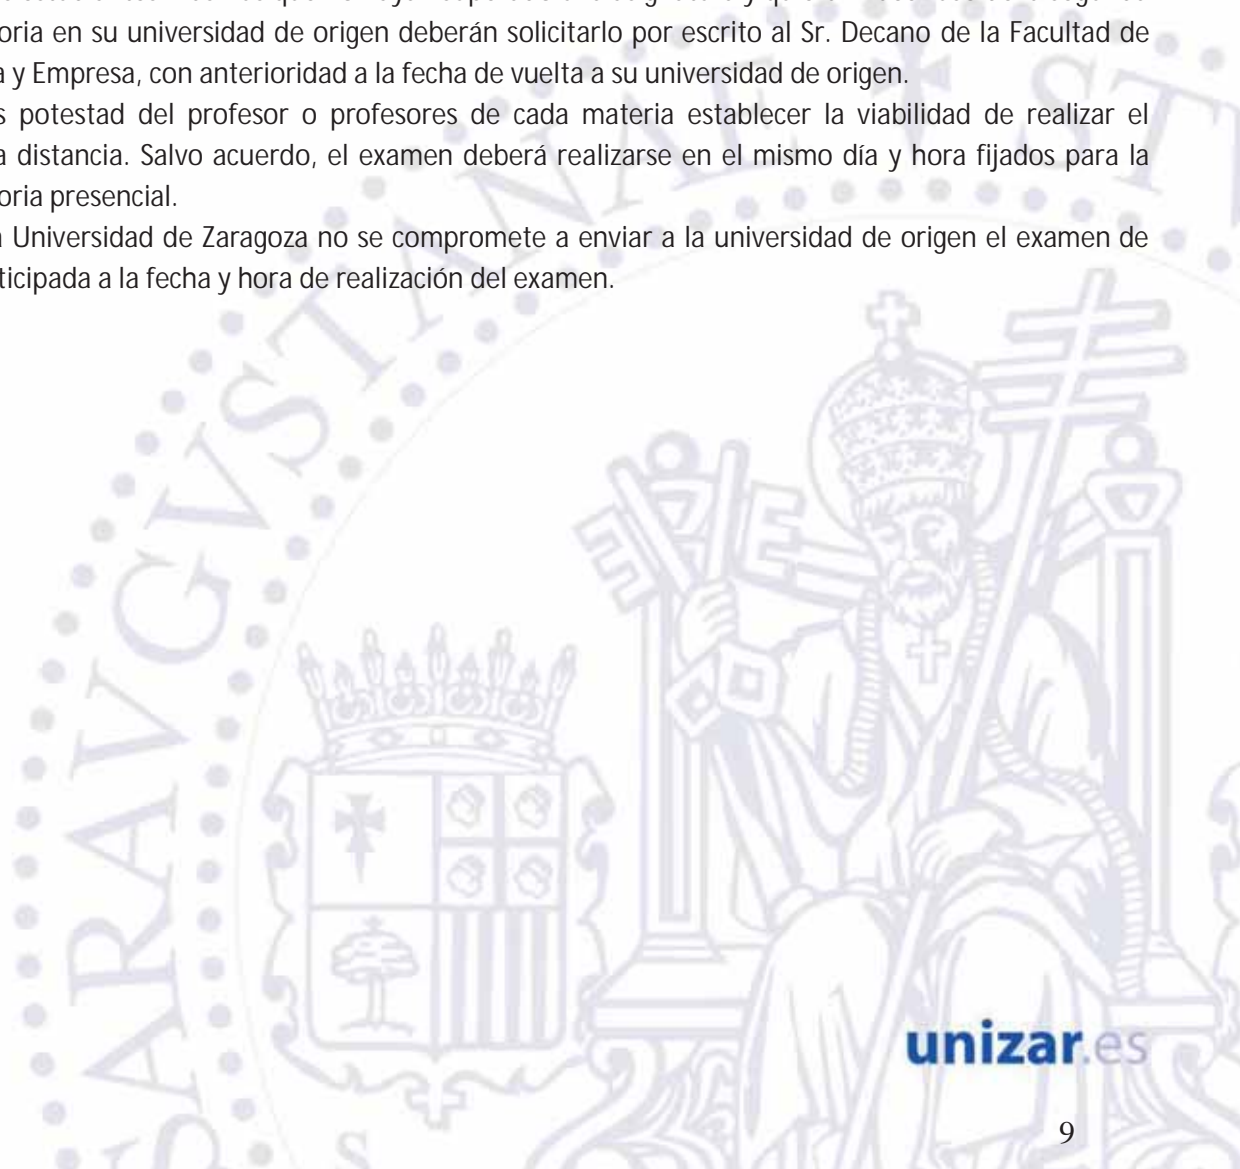 oria en su universidad de origen deberán solicitarlo por escrito al Sr. Decano de la Facultad de
a y Empresa, con anterioridad a la fecha de vuelta a su universidad de origen.
s potestad del profesor o profesores de cada materia establecer la viabilidad de realizar el
a distancia. Salvo acuerdo, el examen deberá realizarse en el mismo día y hora fijados para la
oria presencial.
a Universidad de Zaragoza no se compromete a enviar a la universidad de origen el examen de
ticipada a la fecha y hora de realización del examen.
ARAVGVSTANAE ST
unizar.es
9